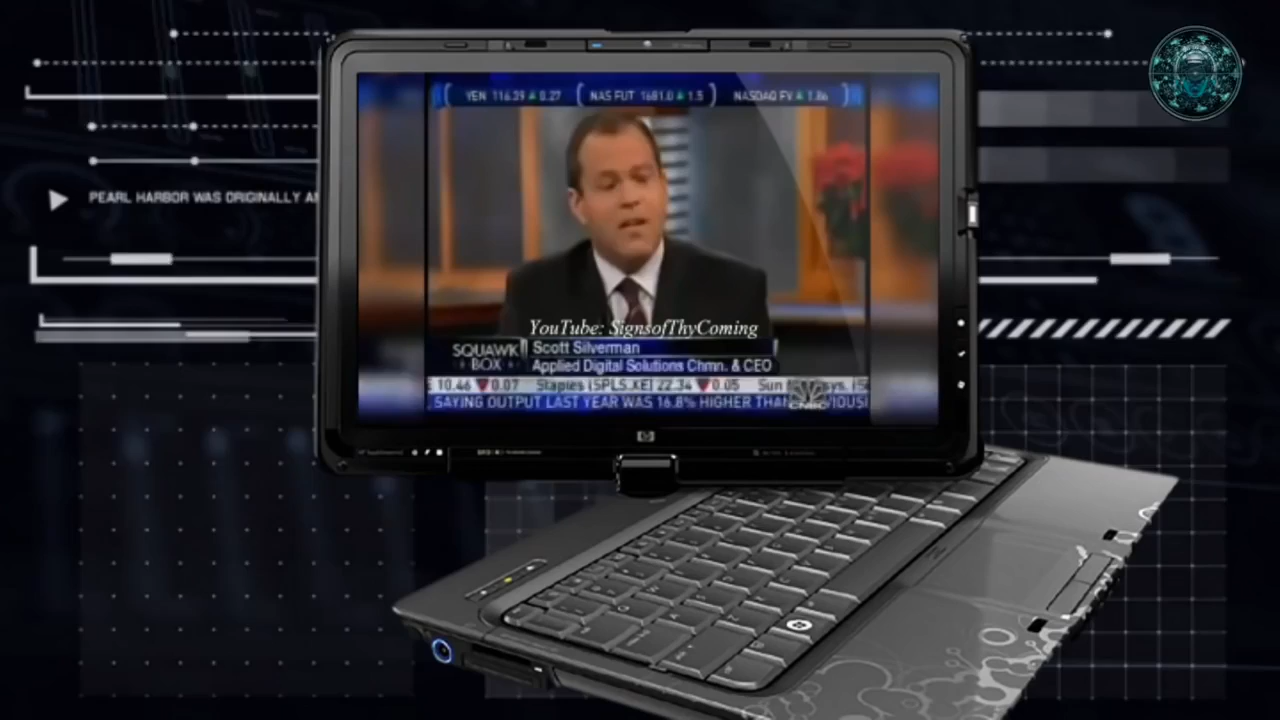 YEN 116.39 ▲ 0.27 ( NAS FUT 1681.0 ▲ 1.5 ) NASDAQ FV ▲ 1.86
PEARL HARBOR WAS ORIGINALLY
YouTube: SignsofThyComing
SQUAWK BOX
Scott Silverman
Applied Digital Solutions Chmn. & CEO
10.46 ▼ 0.07 Staples (SPLS.XE) 22.34 ▼ 0.05 Sun
SAYING OUTPUT LAST YEAR WAS 16.8% HIGHER
CNBC
hp